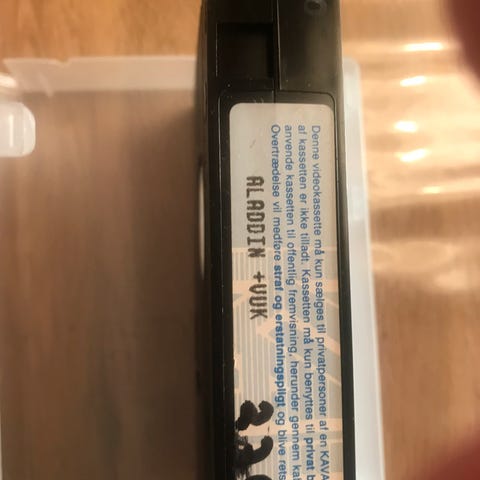 Denne videokassette må kun sælges til privatpersoner af en KAVA
af kassetten er ikke tilladt. Kassetten må kun benyttes til privat b
anvende kassetten til offentlig fremvisning, herunder gennem kab
Overtrædelse vil medføre straf og erstatningspligt og blive rets
ALADDIN +VUK